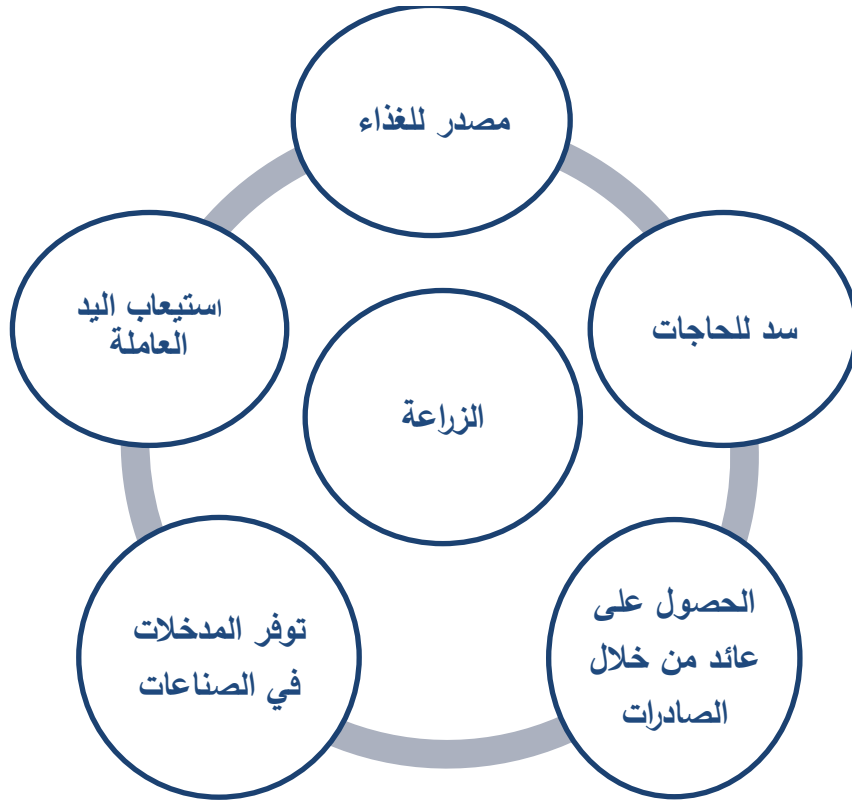 مصدر للغذاء
سد للحاجات
الحصول على
عائد من خلال
الصادرات
توفر المدخلات
في الصناعات
استيعاب اليد
العاملة
الزراعة